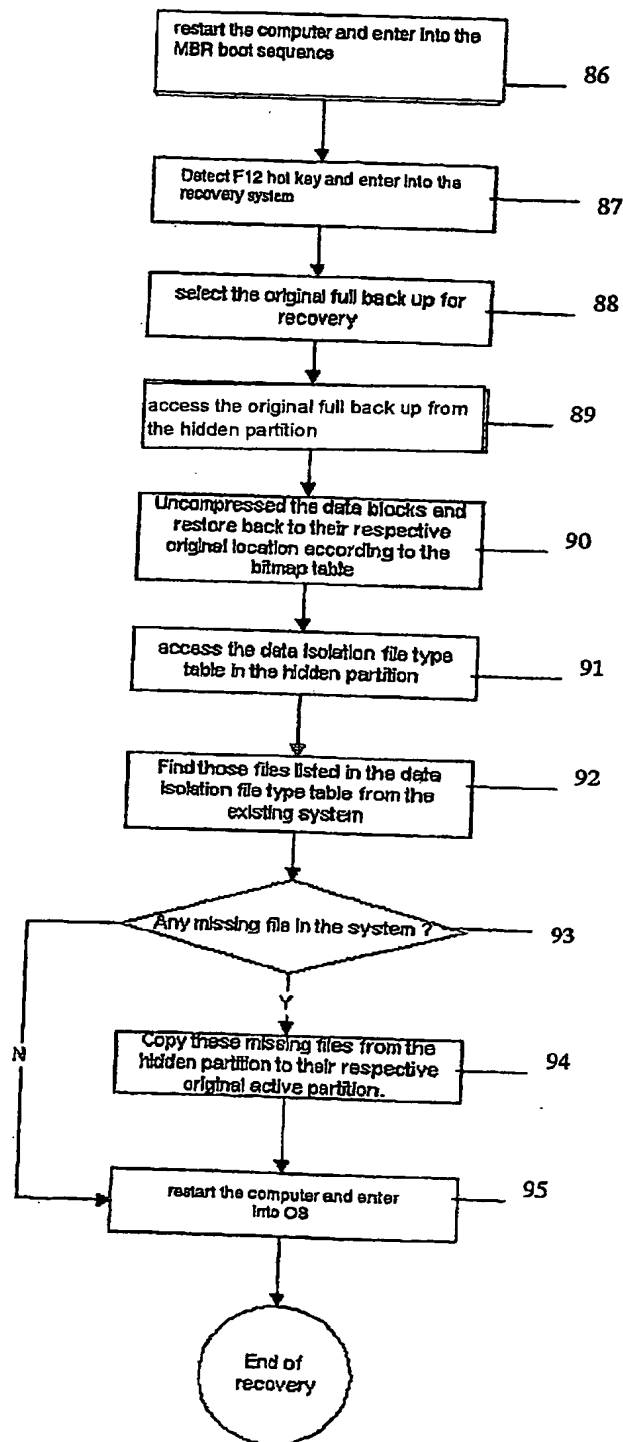 restart the computer and enter into the
MBR boot sequence
86
Detect F12 hot key and enter into the
recovery system
87
select the original full back up for
recovery
88
access the original full back up from
the hidden partition
89
Uncompressed the data blocks and
restore back to their respective
original location according to the
bitmap table
90
access the data isolation file type
table in the hidden partition
91
Find those files listed in the data
isolation file type table from the
existing system
92
Any missing file in the system ?
93
Y
N
Copy these missing files from the
hidden partition to their respective
original active partition.
94
restart the computer and enter
into OS
95
End of
recovery